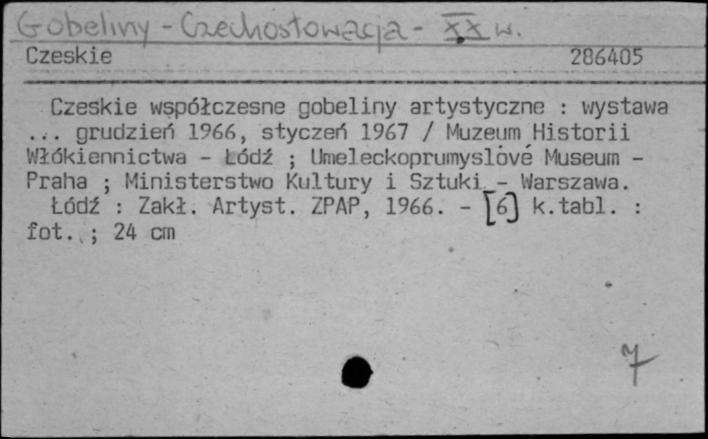 Gobeliny - Czechosłowacja - XX w.
Czeskie 286405
Czeskie współczesne gobeliny artystyczne : wystawa
... grudzień 1966, styczeń 1967 / Muzeum Historii
Włókiennictwa - Łódź ; Umeleckoprumyslové Museum -
Praha ; Ministerstwo Kultury i Sztuki - Warszawa.
Łódź : Zakł. Artyst. ZPAP, 1966. - [6] k.tabl. :
fot. ; 24 cm
7